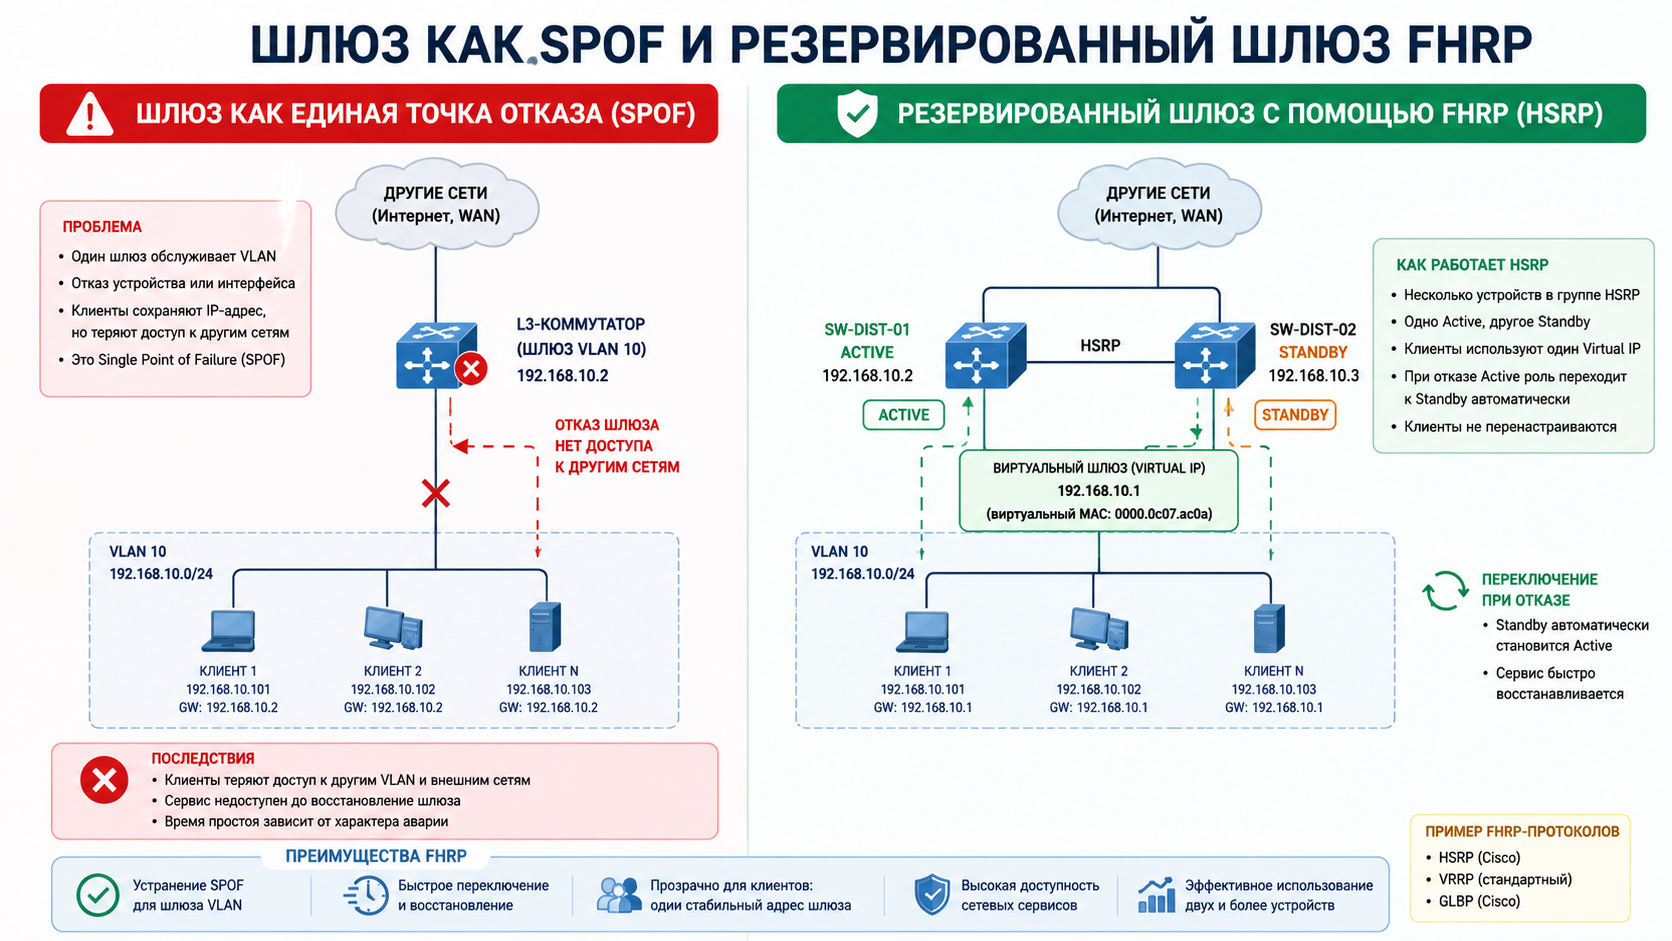 ШЛЮЗ КАК SPOF И РЕЗЕРВИРОВАННЫЙ ШЛЮЗ FHRP
ШЛЮЗ КАК ЕДИНАЯ ТОЧКА ОТКАЗА (SPOF)
ПРОБЛЕМА
• Один шлюз обслуживает VLAN
• Отказ устройства или интерфейса
• Клиенты сохраняют IP-адрес,
но теряют доступ к другим сетям
• Это Single Point of Failure (SPOF)
ДРУГИЕ СЕТИ
(Интернет, WAN)
L3-КОММУТАТОР
(ШЛЮЗ VLAN 10)
192.168.10.2
ОТКАЗ ШЛЮЗА
НЕТ ДОСТУПА
К ДРУГИМ СЕТЯМ
VLAN 10
192.168.10.0/24
КЛИЕНТ 1
192.168.10.101
GW: 192.168.10.2
КЛИЕНТ 2
192.168.10.102
GW: 192.168.10.2
КЛИЕНТ N
192.168.10.103
GW: 192.168.10.2
ПОСЛЕДСТВИЯ
• Клиенты теряют доступ к другим VLAN и внешним сетям
• Сервис недоступен до восстановление шлюза
• Время простоя зависит от характера аварии
РЕЗЕРВИРОВАННЫЙ ШЛЮЗ С ПОМОЩЬЮ FHRP (HSRP)
ДРУГИЕ СЕТИ
(Интернет, WAN)
SW-DIST-01
ACTIVE
192.168.10.2
HSRP
SW-DIST-02
STANDBY
192.168.10.3
ACTIVE
STANDBY
ВИРТУАЛЬНЫЙ ШЛЮЗ (VIRTUAL IP)
192.168.10.1
(виртуальный MAC: 0000.0c07.ac0a)
VLAN 10
192.168.10.0/24
КЛИЕНТ 1
192.168.10.101
GW: 192.168.10.1
КЛИЕНТ 2
192.168.10.102
GW: 192.168.10.1
КЛИЕНТ N
192.168.10.103
GW: 192.168.10.1
КАК РАБОТАЕТ HSRP
• Несколько устройств в группе HSRP
• Одно Active, другое Standby
• Клиенты используют один Virtual IP
• При отказе Active роль переходит
к Standby автоматически
• Клиенты не перенастраиваются
ПЕРЕКЛЮЧЕНИЕ
ПРИ ОТКАЗЕ
• Standby автоматически
становится Active
• Сервис быстро
восстанавливается
ПРИМЕР FHRP-ПРОТОКОЛОВ
• HSRP (Cisco)
• VRRP (стандартный)
• GLBP (Cisco)
ПРЕИМУЩЕСТВА FHRP
Устранение SPOF
для шлюза VLAN
Быстрое переключение
и восстановление
Прозрачно для клиентов:
один стабильный адрес шлюза
Высокая доступность
сетевых сервисов
Эффективное использование
двух и более устройств